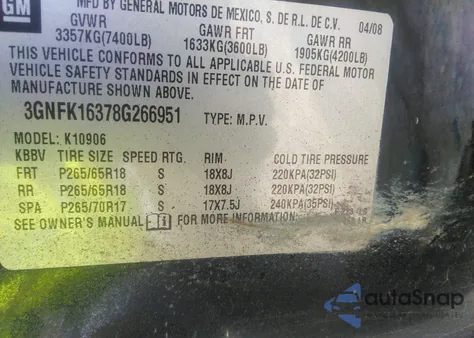 GM
MFD BY GENERAL MOTORS DE MEXICO, S. DE R.L. DE C.V. 04/08
GVWR GAWR FRT GAWR RR
3357KG(7400LB) 1633KG(3600LB) 1905KG(4200LB)
THIS VEHICLE CONFORMS TO ALL APPLICABLE U.S. FEDERAL MOTOR
VEHICLE SAFETY STANDARDS IN EFFECT ON THE DATE OF
MANUFACTURE SHOWN ABOVE.
3GNFK16378G266951 TYPE: M.P.V.
MODEL: K10906
KBBV TIRE SIZE SPEED RTG. RIM COLD TIRE PRESSURE
FRT P265/65R18 S 18X8J 220KPA(32PSI)
RR P265/65R18 S 18X8J 220KPA(32PSI)
SPA P265/70R17 S 17X7.5J 240KPA(35PSI)
SEE OWNER'S MANUAL FOR ADDITIONAL INFORMATION.
autoSnap